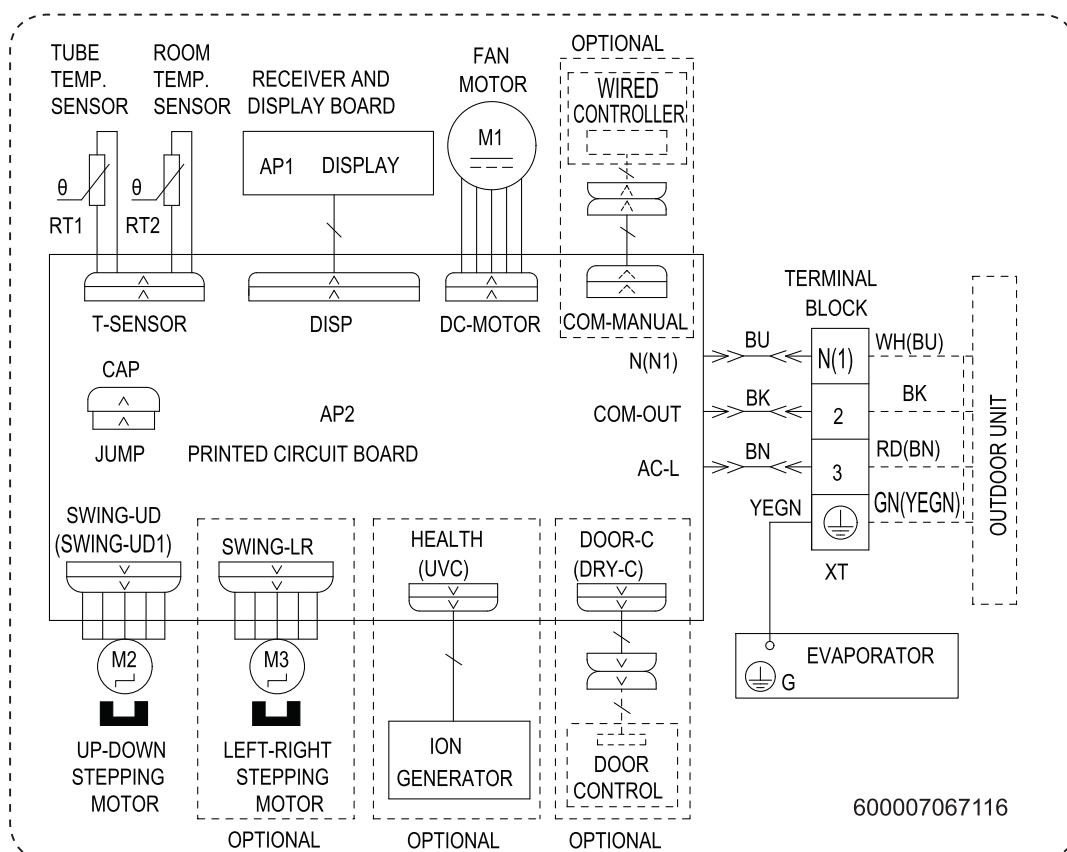 TUBE
TEMP.
SENSOR
ROOM
TEMP.
SENSOR
RECEIVER AND
DISPLAY BOARD
FAN
MOTOR
OPTIONAL
WIRED
CONTROLLER
AP1 DISPLAY
M1
θ
RT1
θ
RT2
T-SENSOR
DISP
DC-MOTOR
COM-MANUAL
TERMINAL
BLOCK
N(N1)
BU
N(1)
WH(BU)
COM-OUT
BK
2
BK
AC-L
BN
3
RD(BN)
YEGN
GN(YEGN)
XT
OUTDOOR UNIT
CAP
JUMP
AP2
PRINTED CIRCUIT BOARD
SWING-UD
(SWING-UD1)
SWING-LR
HEALTH
(UVC)
DOOR-C
(DRY-C)
M2
M3
EVAPORATOR
G
UP-DOWN
STEPPING
MOTOR
LEFT-RIGHT
STEPPING
MOTOR
ION
GENERATOR
DOOR
CONTROL
OPTIONAL
OPTIONAL
OPTIONAL
600007067116